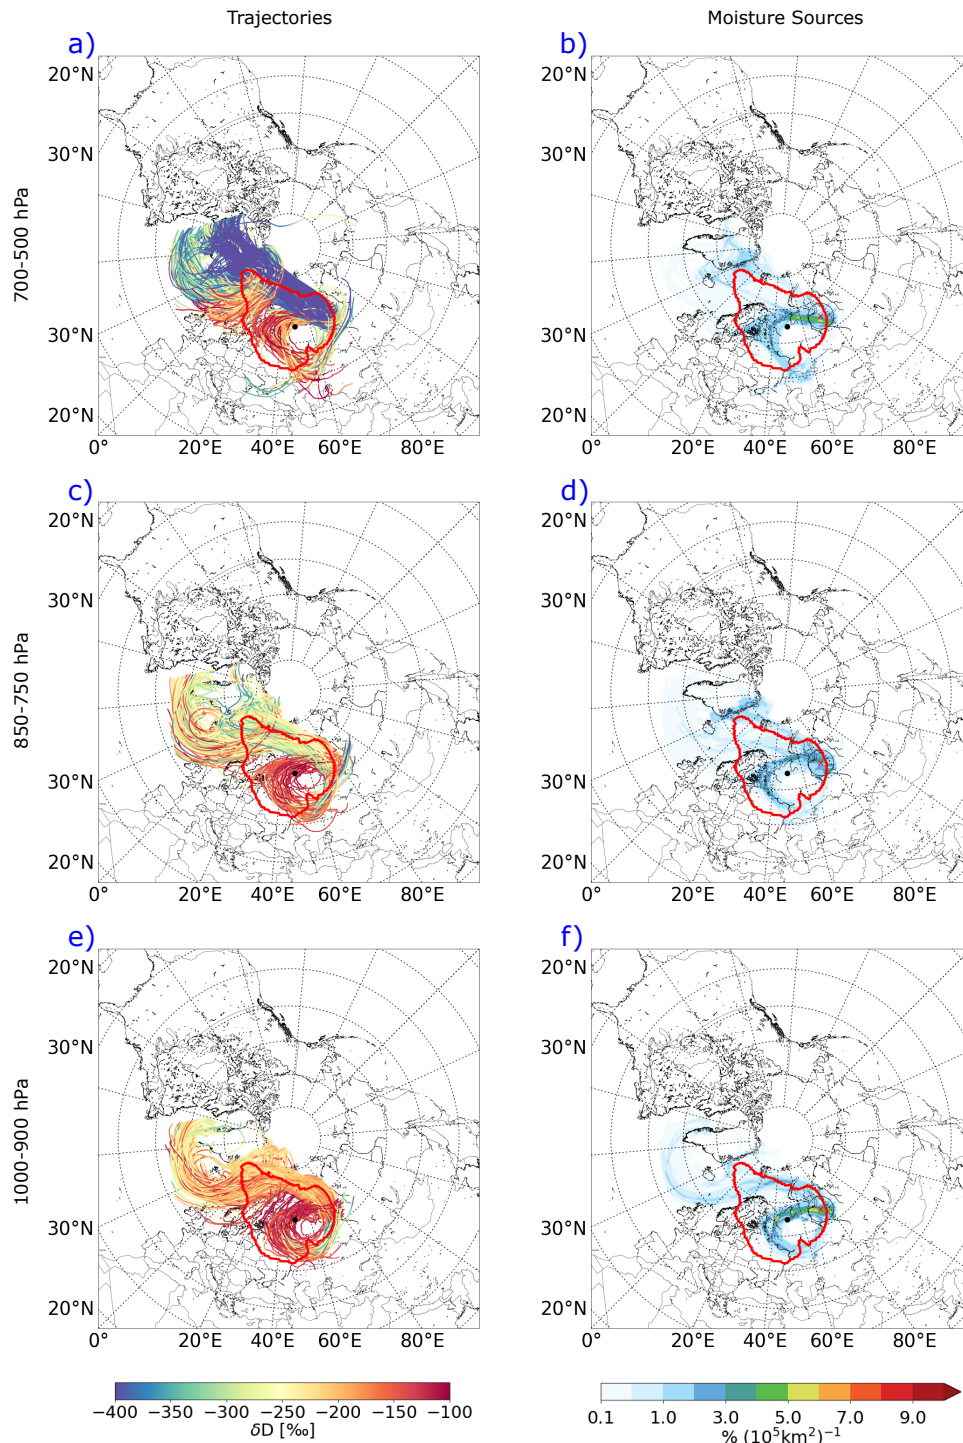 Trajectories Moisture Sources
a) b)
20°N 20°N
30°N 30°N
700-500 hPa
30°N 30°N
20°N 20°N
0° 20°E 40°E 60°E 80°E 0° 20°E 40°E 60°E 80°E
c) d)
20°N 20°N
30°N 30°N
850-750 hPa
30°N 30°N
20°N 20°N
0° 20°E 40°E 60°E 80°E 0° 20°E 40°E 60°E 80°E
e) f)
20°N 20°N
30°N 30°N
1000-900 hPa
30°N 30°N
20°N 20°N
0° 20°E 40°E 60°E 80°E 0° 20°E 40°E 60°E 80°E
−400 −350 −300 −250 −200 −150 −100 0.1 1.0 3.0 5.0 7.0 9.0
δD [‰] % (10⁵km²)⁻¹